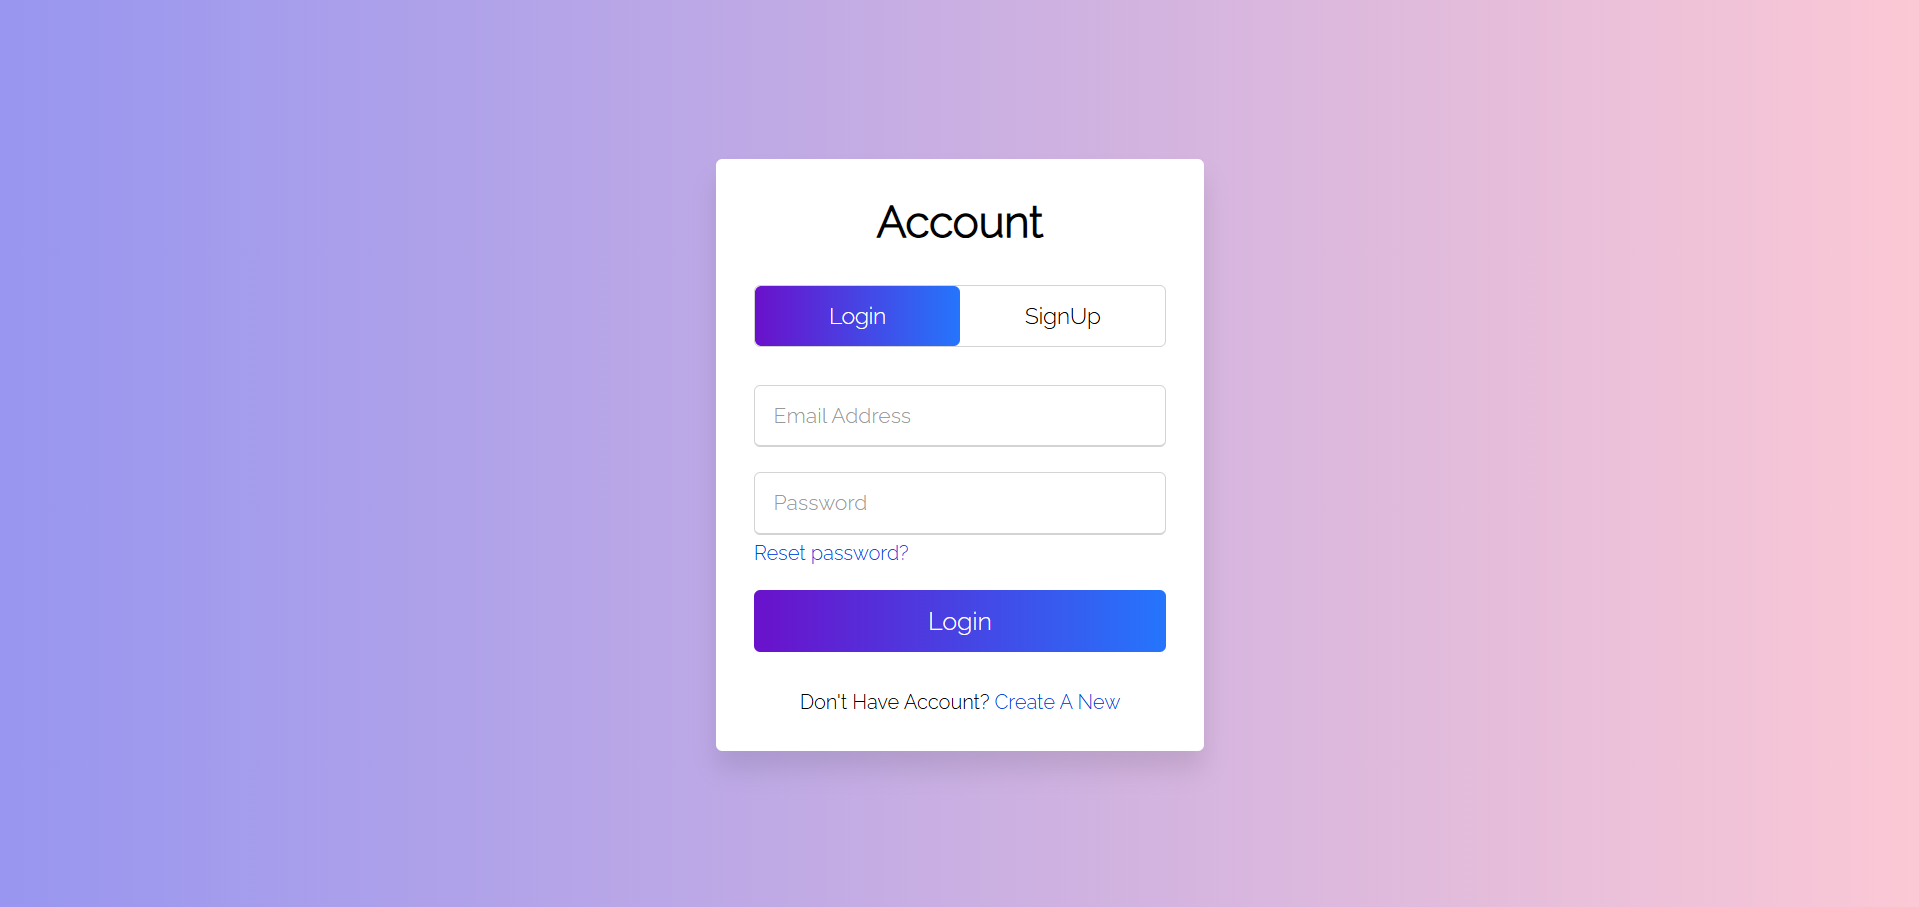 Account
Login SignUp
Email Address
Password
Reset password?
Login
Don't Have Account? Create A New